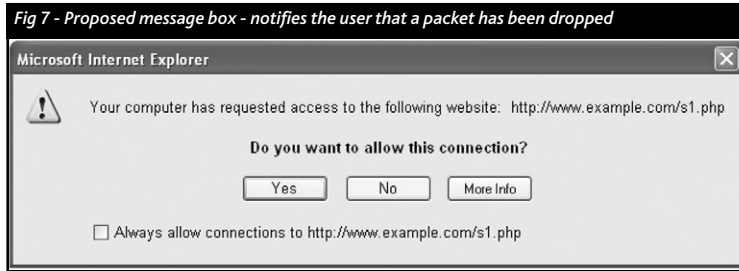 Fig 7 - Proposed message box - notifies the user that a packet has been dropped
Microsoft Internet Explorer
Your computer has requested access to the following website: http://www.example.com/s1.php
Do you want to allow this connection?
Yes No More Info
Always allow connections to http://www.example.com/s1.php